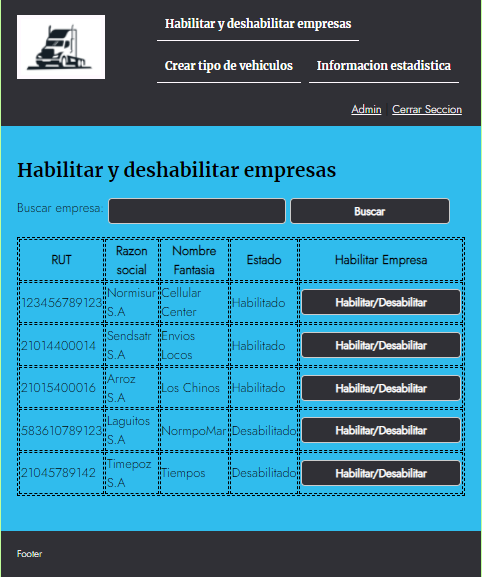 Habilitar y deshabilitar empresas
Crear tipo de vehiculos Informacion estadistica
Admin | Cerrar Seccion
Habilitar y deshabilitar empresas
Buscar empresa: Buscar
RUT Razon social Nombre Fantasia Estado Habilitar Empresa
123456789123 Normisur S.A Cellular Center Habilitado Habilitar/Desabilitar
21014400014 Sendsatr S.A Envios Locos Habilitado Habilitar/Desabilitar
21015400016 Arroz S.A Los Chinos Habilitado Habilitar/Desabilitar
583610789123 Laguitos S.A NormpoMar Desabilitado Habilitar/Desabilitar
21045789142 Timepoz S.A Tiempos Desabilitado Habilitar/Desabilitar
Footer